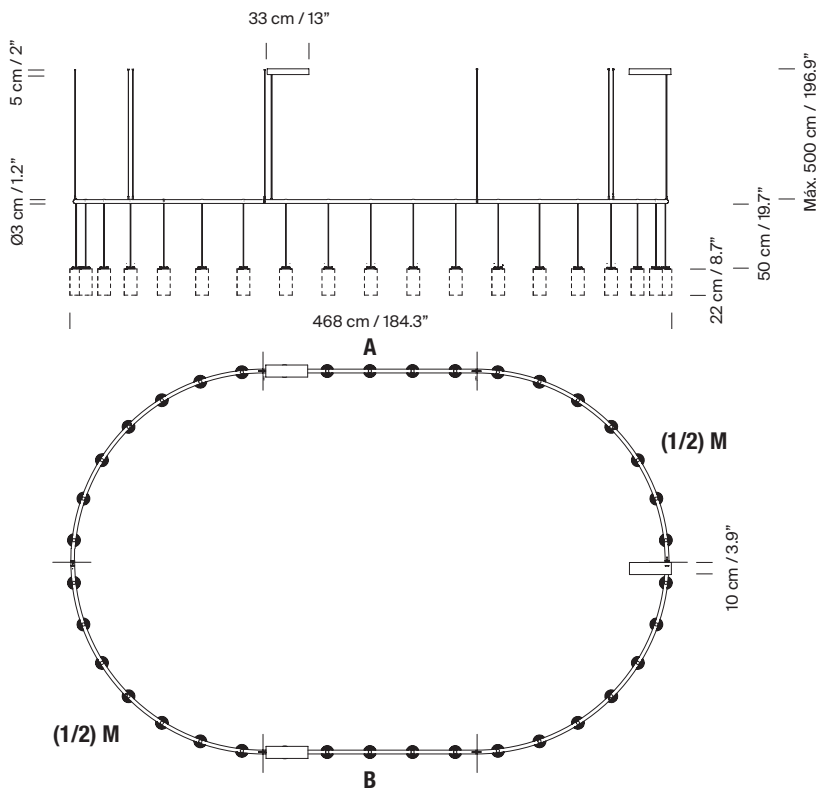 33 cm / 13”
5 cm / 2”
Máx. 500 cm / 196.9”
Ø3 cm / 1.2”
50 cm / 19.7”
22 cm / 8.7”
468 cm / 184.3”
A
(1/2) M
10 cm / 3.9”
(1/2) M
B